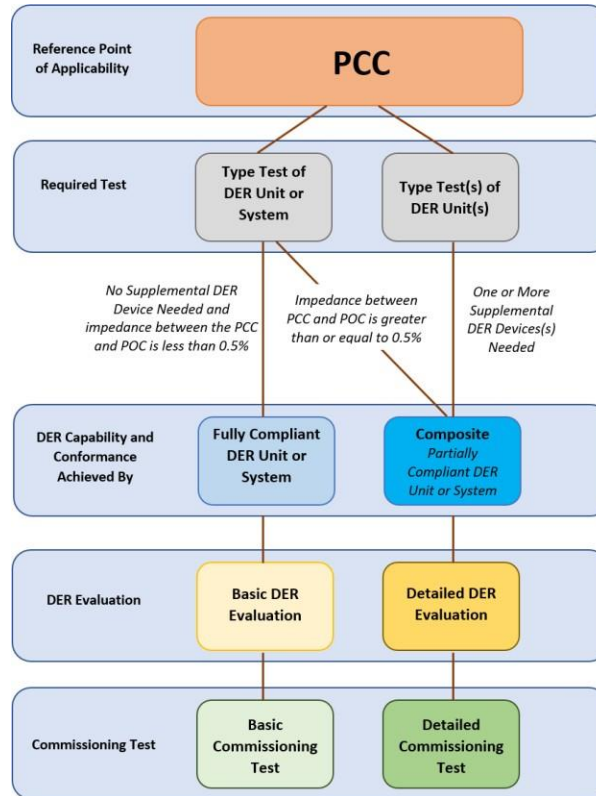 Reference Point
of Applicability
PCC
Required Test
Type Test of
DER Unit or
System
Type Test(s) of
DER Unit(s)
No Supplemental DER
Device Needed and
impedance between the PCC
and POC is less than 0.5%
Impedance between
PCC and POC is greater
than or equal to 0.5%
One or More
Supplemental
DER Devices(s)
Needed
DER Capability and
Conformance
Achieved By
Fully Compliant
DER Unit or
System
Composite
Partially
Compliant DER
Unit or System
DER Evaluation
Basic DER
Evaluation
Detailed DER
Evaluation
Commissioning Test
Basic
Commissioning
Test
Detailed
Commissioning
Test